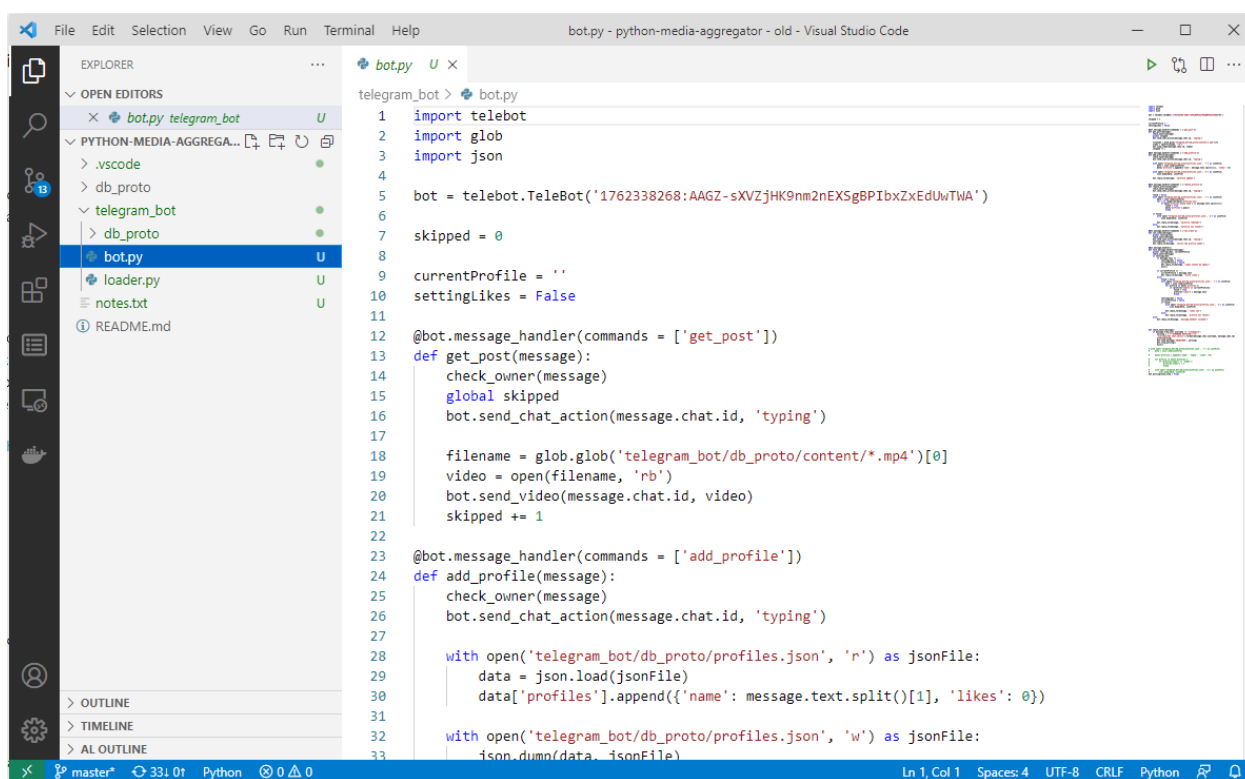 File Edit Selection View Go Run Terminal Help bot.py - python-media-aggregator - old - Visual Studio Code
EXPLORER
OPEN EDITORS
bot.py telegram_bot U
PYTHON-MEDIA-AGGREGA...
.vscode
db_proto
telegram_bot
db_proto
bot.py U
loader.py U
notes.txt U
README.md
OUTLINE
TIMELINE
AL OUTLINE
13
bot.py U
telegram_bot > bot.py
1 import telebot
2 import glob
3 import json
4
5 bot = telebot.TeleBot('1762338268:AAGZ-sXVZjHK9nm2nEXSgBPIbxZxEdUwTWA')
6
7 skipped = 0
8
9 currentProfile = ''
10 settingLikes = False
11
12 @bot.message_handler(commands = ['get_post'])
13 def get_post(message):
14     check_owner(message)
15     global skipped
16     bot.send_chat_action(message.chat.id, 'typing')
17
18     filename = glob.glob('telegram_bot/db_proto/content/*.mp4')[0]
19     video = open(filename, 'rb')
20     bot.send_video(message.chat.id, video)
21     skipped += 1
22
23 @bot.message_handler(commands = ['add_profile'])
24 def add_profile(message):
25     check_owner(message)
26     bot.send_chat_action(message.chat.id, 'typing')
27
28     with open('telegram_bot/db_proto/profiles.json', 'r') as jsonFile:
29         data = json.load(jsonFile)
30         data['profiles'].append({'name': message.text.split()[1], 'likes': 0})
31
32     with open('telegram_bot/db_proto/profiles.json', 'w') as jsonFile:
33         json.dump(data, jsonFile)
master* 33↓ 0↑ Python 0 0 Ln 1, Col 1 Spaces: 4 UTF-8 CRLF Python